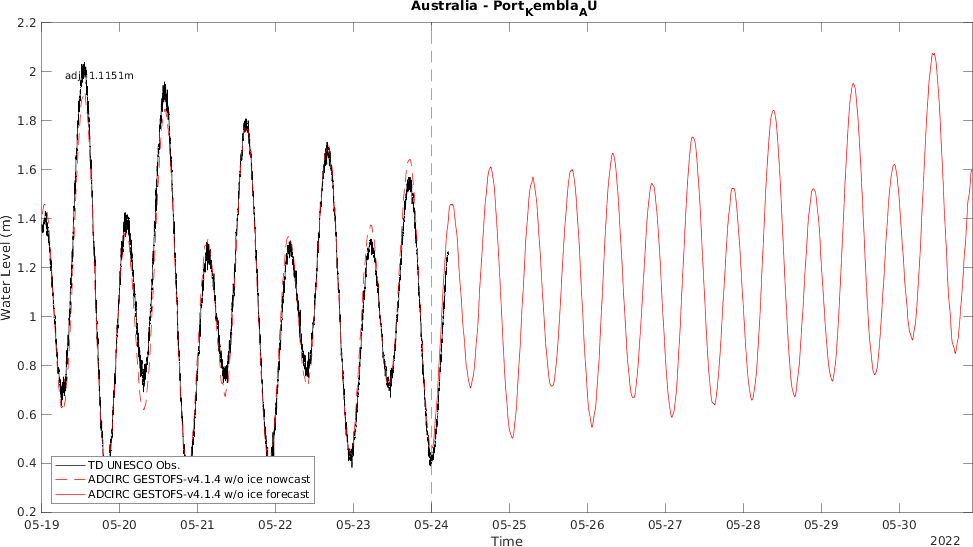 Australia - PortKemblaAU
2.2
2
1.8
1.6
1.4
1.2
1
0.8
0.6
0.4
0.2
Water Level (m)
adj. 1.1151m
TD UNESCO Obs.
ADCIRC GESTOFS-v4.1.4 w/o ice nowcast
ADCIRC GESTOFS-v4.1.4 w/o ice forecast
05-19 05-20 05-21 05-22 05-23 05-24 05-25 05-26 05-27 05-28 05-29 05-30
Time
2022